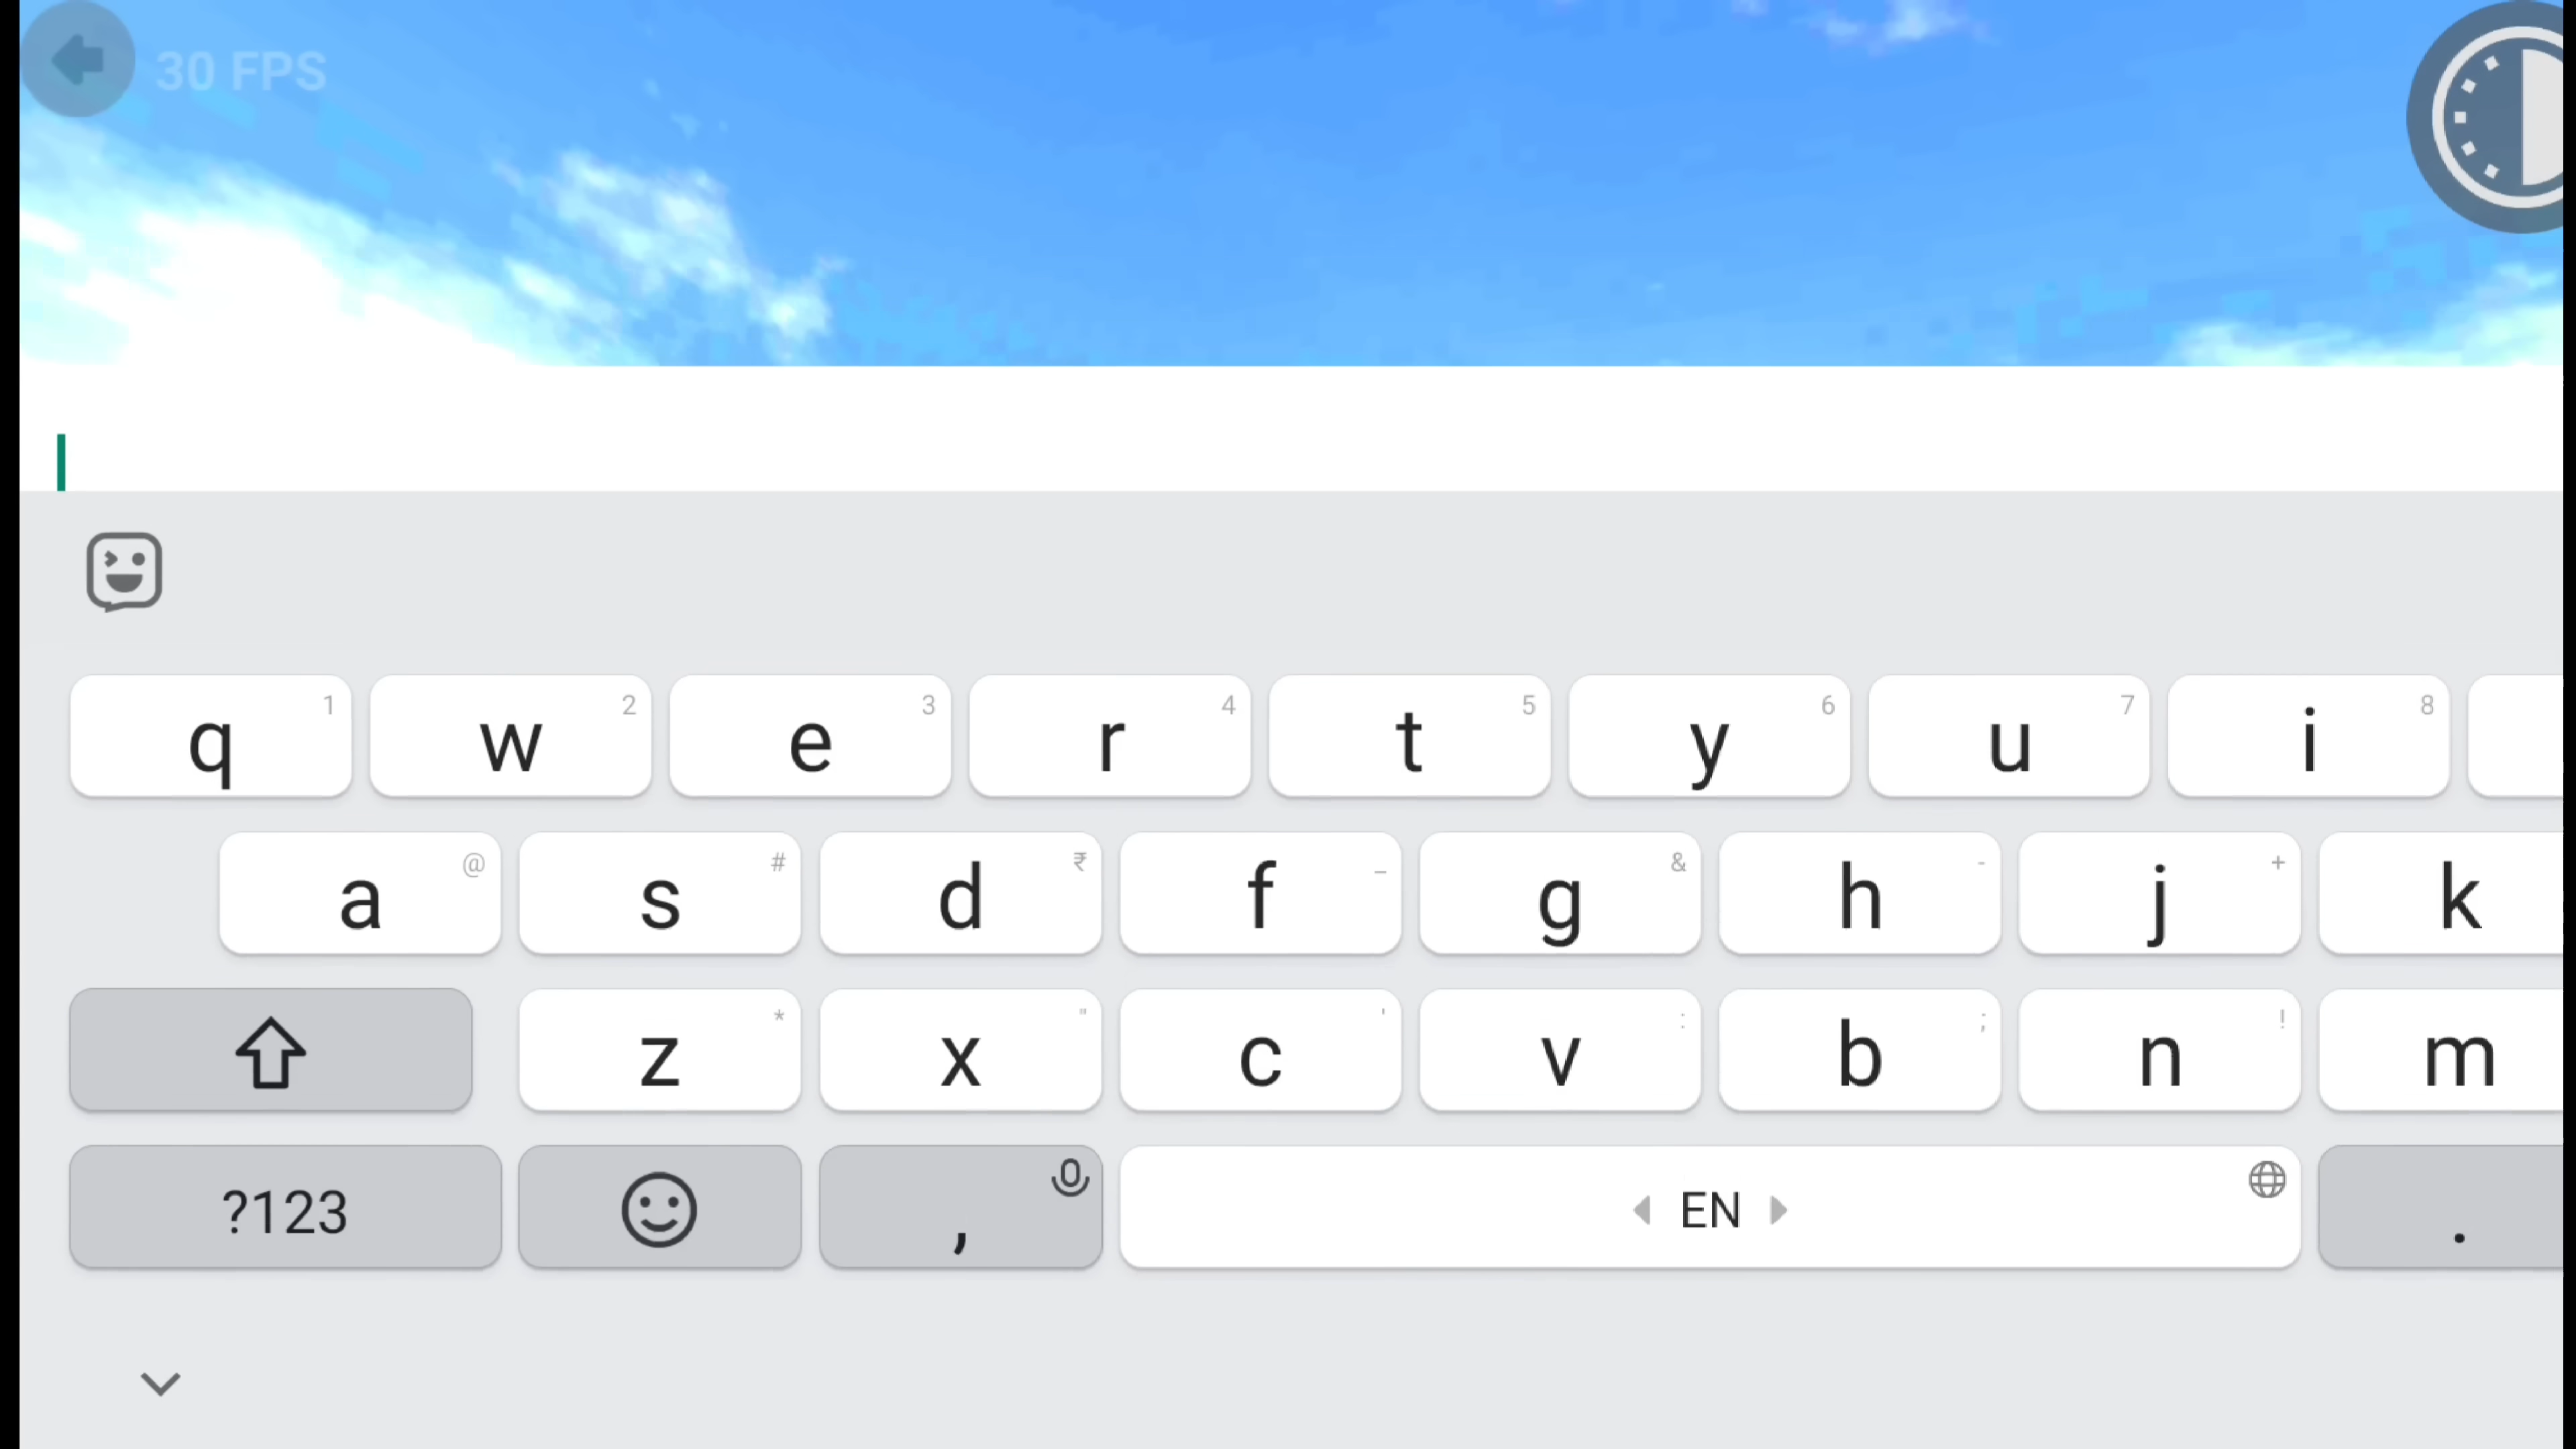 30 FPS
q 1 w 2 e 3 r 4 t 5 y 6 u 7 i 8
a @ s # d ₹ f _ g & h - j + k
z * x " c ' v : b ; n ! m
?123 , EN .